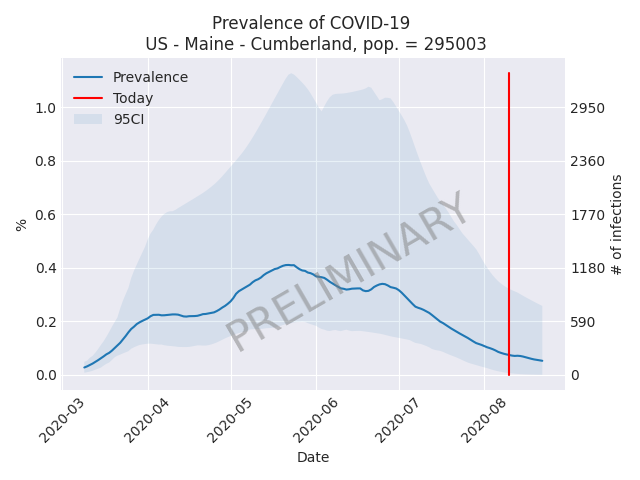 Prevalence of COVID-19
US - Maine - Cumberland, pop. = 295003
Prevalence
Today
95CI
PRELIMINARY
%
1.0
0.8
0.6
0.4
0.2
0.0
2950
2360
1770
1180
590
0
# of infections
2020-03
2020-04
2020-05
2020-06
2020-07
2020-08
Date